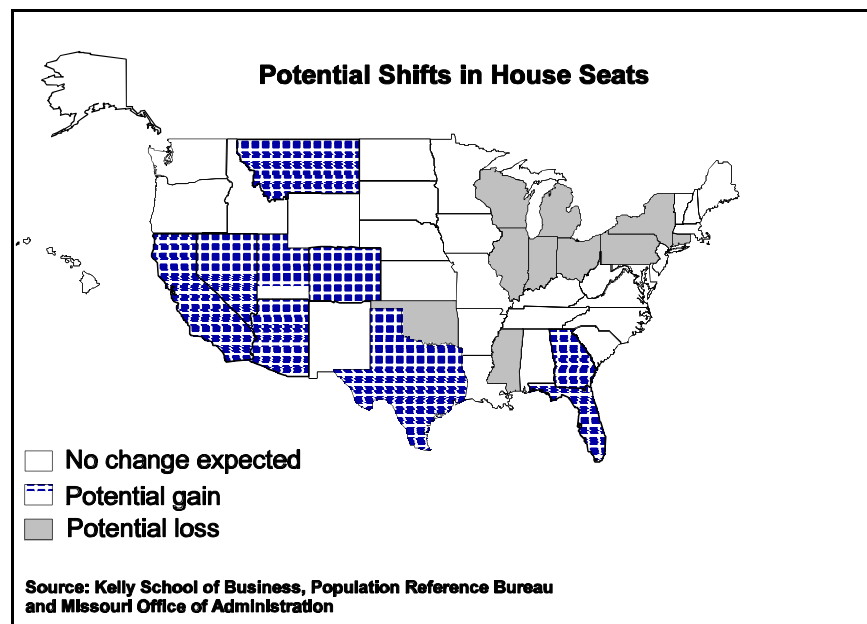 Potential Shifts in House Seats
No change expected
Potential gain
Potential loss
Source: Kelly School of Business, Population Reference Bureau
and Missouri Office of Administration